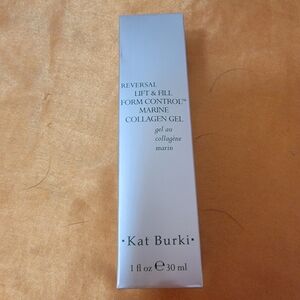 REVERSAL
LIFT & FILL
FORM CONTROL™
MARINE
COLLAGEN GEL
gel au
collagène
marin
·Kat Burki·
1 fl oz ℮ 30 ml